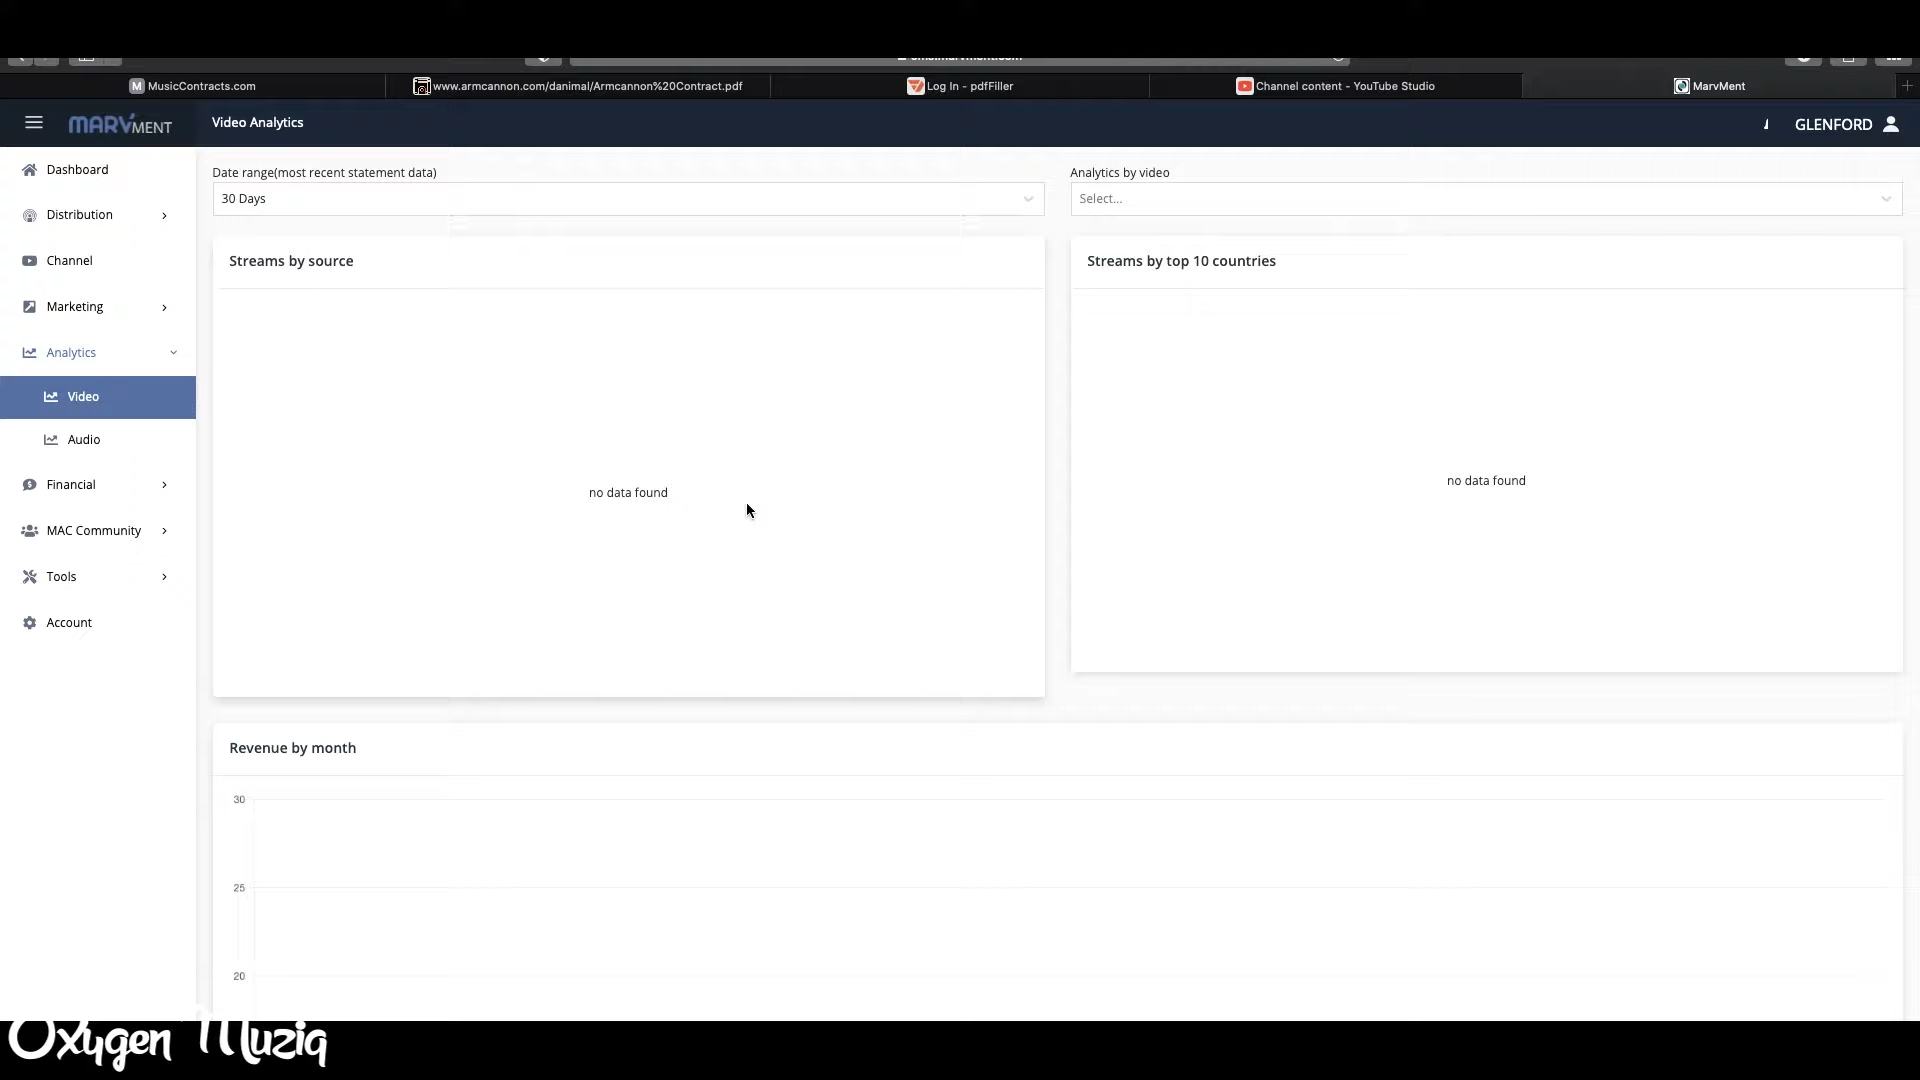 MusicContracts.com
www.armcannon.com/danimal/Armcannon%20Contract.pdf
Log In - pdfFiller
Channel content - YouTube Studio
MarvMent
MARVMENT
Video Analytics
GLENFORD
Dashboard
Distribution
Channel
Marketing
Analytics
Video
Audio
Financial
MAC Community
Tools
Account
Date range(most recent statement data)
30 Days
Analytics by video
Select...
Streams by source
no data found
Streams by top 10 countries
no data found
Revenue by month
30
25
20
Oxygen Muziq